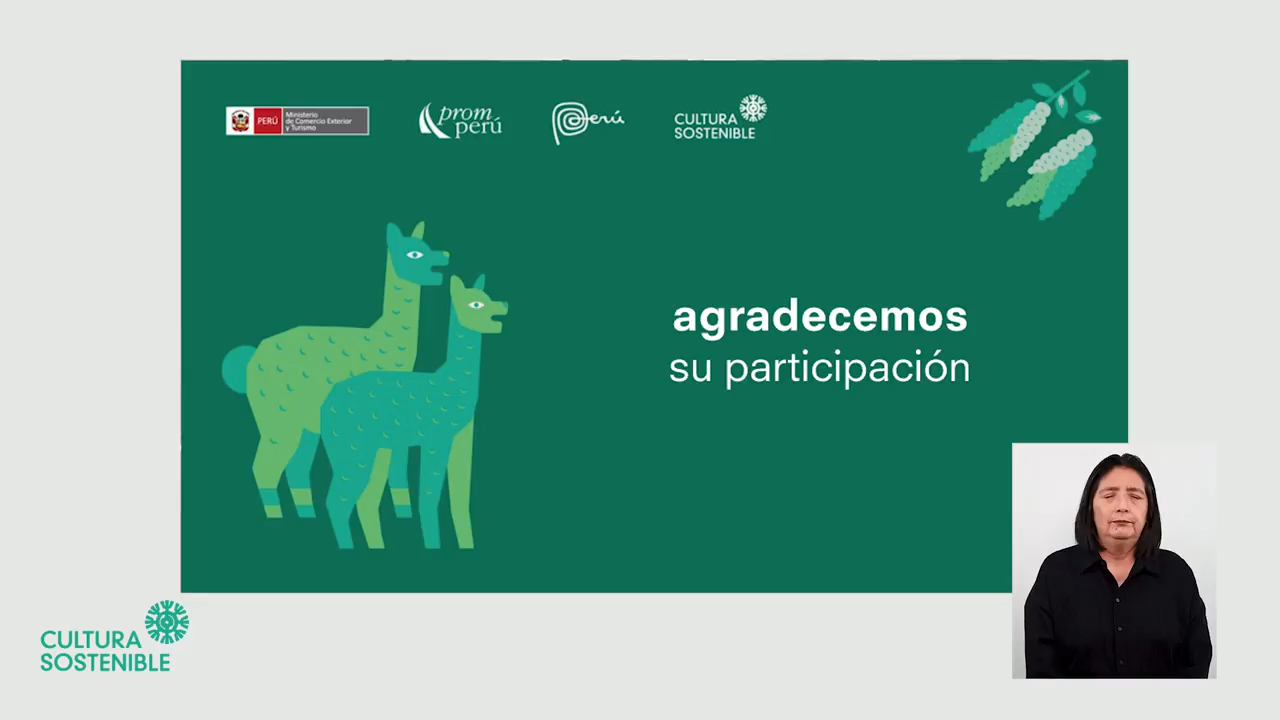 PERÚ
Ministerio
de Comercio Exterior
y Turismo
prom
perú
Perú
CULTURA
SOSTENIBLE
agradecemos
su participación
CULTURA
SOSTENIBLE